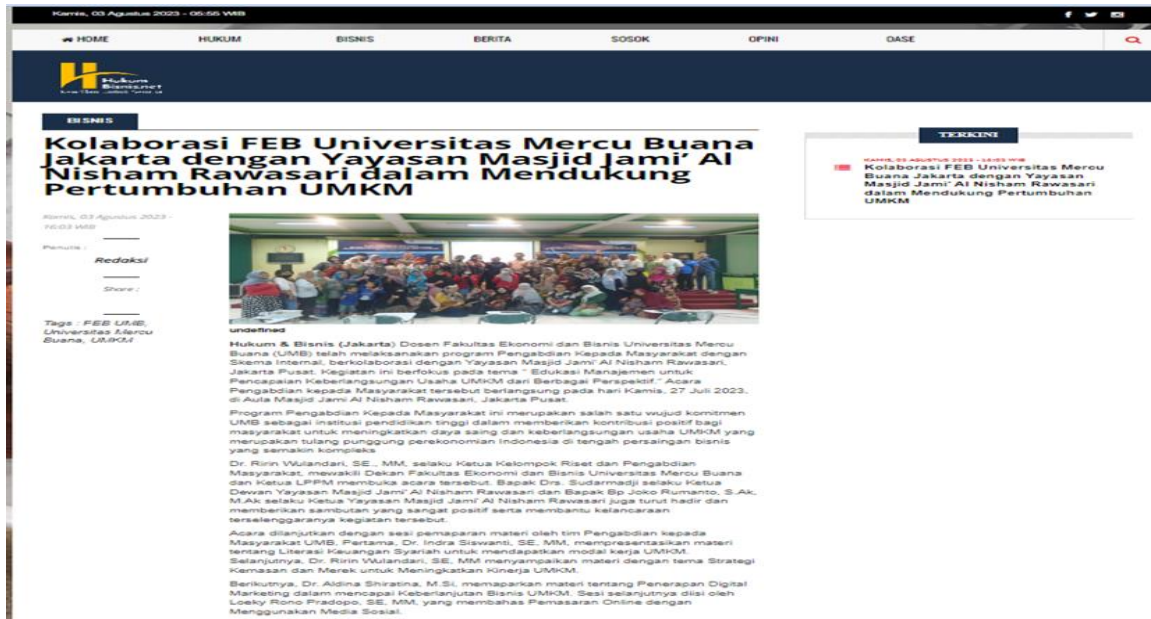 Kamis, 03 Agustus 2023 - 05:55 WIB
HOME HUKUM BISNIS BERITA SOSOK OPINI OASE
Hukum
Bisnis.net
BISNIS
Kolaborasi FEB Universitas Mercu Buana
Jakarta dengan Yayasan Masjid Jami' Al
Nisham Rawasari dalam Mendukung
Pertumbuhan UMKM
Kamis, 03 Agustus 2023 -
16:03 WIB
Penulis :
Redaksi
Share :
Tags : FEB UMB,
Universitas Mercu
Buana, UMKM
undefined
Hukum & Bisnis (Jakarta) Dosen Fakultas Ekonomi dan Bisnis Universitas Mercu
Buana (UMB) telah melaksanakan program Pengabdian Kepada Masyarakat dengan
Skema Internal, berkolaborasi dengan Yayasan Masjid Jami' Al Nisham Rawasari,
Jakarta Pusat. Kegiatan ini berfokus pada tema " Edukasi Manajemen untuk
Pencapaian Keberlangsungan Usaha UMKM dari Berbagai Perspektif." Acara
Pengabdian kepada Masyarakat tersebut berlangsung pada hari Kamis, 27 Juli 2023,
di Aula Masjid Jami Al Nisham Rawasari, Jakarta Pusat.
Program Pengabdian Kepada Masyarakat ini merupakan salah satu wujud komitmen
UMB sebagai institusi pendidikan tinggi dalam memberikan kontribusi positif bagi
masyarakat untuk meningkatkan daya saing dan keberlangsungan usaha UMKM yang
merupakan tulang punggung perekonomian Indonesia di tengah persaingan bisnis
yang semakin kompleks
Dr. Ririn Wulandari, SE., MM, selaku Ketua Kelompok Riset dan Pengabdian
Masyarakat, mewakili Dekan Fakultas Ekonomi dan Bisnis Universitas Mercu Buana
dan Ketua LPPM membuka acara tersebut. Bapak Drs. Sudarmadji selaku Ketua
Dewan Yayasan Masjid Jami' Al Nisham Rawasari dan Bapak Bp Joko Rumanto, S.Ak,
M.Ak selaku Ketua Yayasan Masjid Jami' Al Nisham Rawasari juga turut hadir dan
memberikan sambutan yang sangat positif serta membantu kelancaraan
terselenggaranya kegiatan tersebut.
Acara dilanjutkan dengan sesi pemaparan materi oleh tim Pengabdian kepada
Masyarakat UMB. Pertama, Dr. Indra Siswanti, SE, MM, mempresentasikan materi
tentang Literasi Keuangan Syariah untuk mendapatkan modal kerja UMKM.
Selanjutnya, Dr. Ririn Wulandari, SE, MM menyampaikan materi dengan tema Strategi
Kemasan dan Merek untuk Meningkatkan Kinerja UMKM.
Berikutnya, Dr. Aldina Shiratina, M.Si, memaparkan materi tentang Penerapan Digital
Marketing dalam mencapai Keberlanjutan Bisnis UMKM. Sesi selanjutnya diisi oleh
Loeky Rono Pradopo, SE, MM, yang membahas Pemasaran Online dengan
Menggunakan Media Sosial.
TERKINI
KAMIS, 03 AGUSTUS 2023 - 16:03 WIB
Kolaborasi FEB Universitas Mercu
Buana Jakarta dengan Yayasan
Masjid Jami' Al Nisham Rawasari
dalam Mendukung Pertumbuhan
UMKM